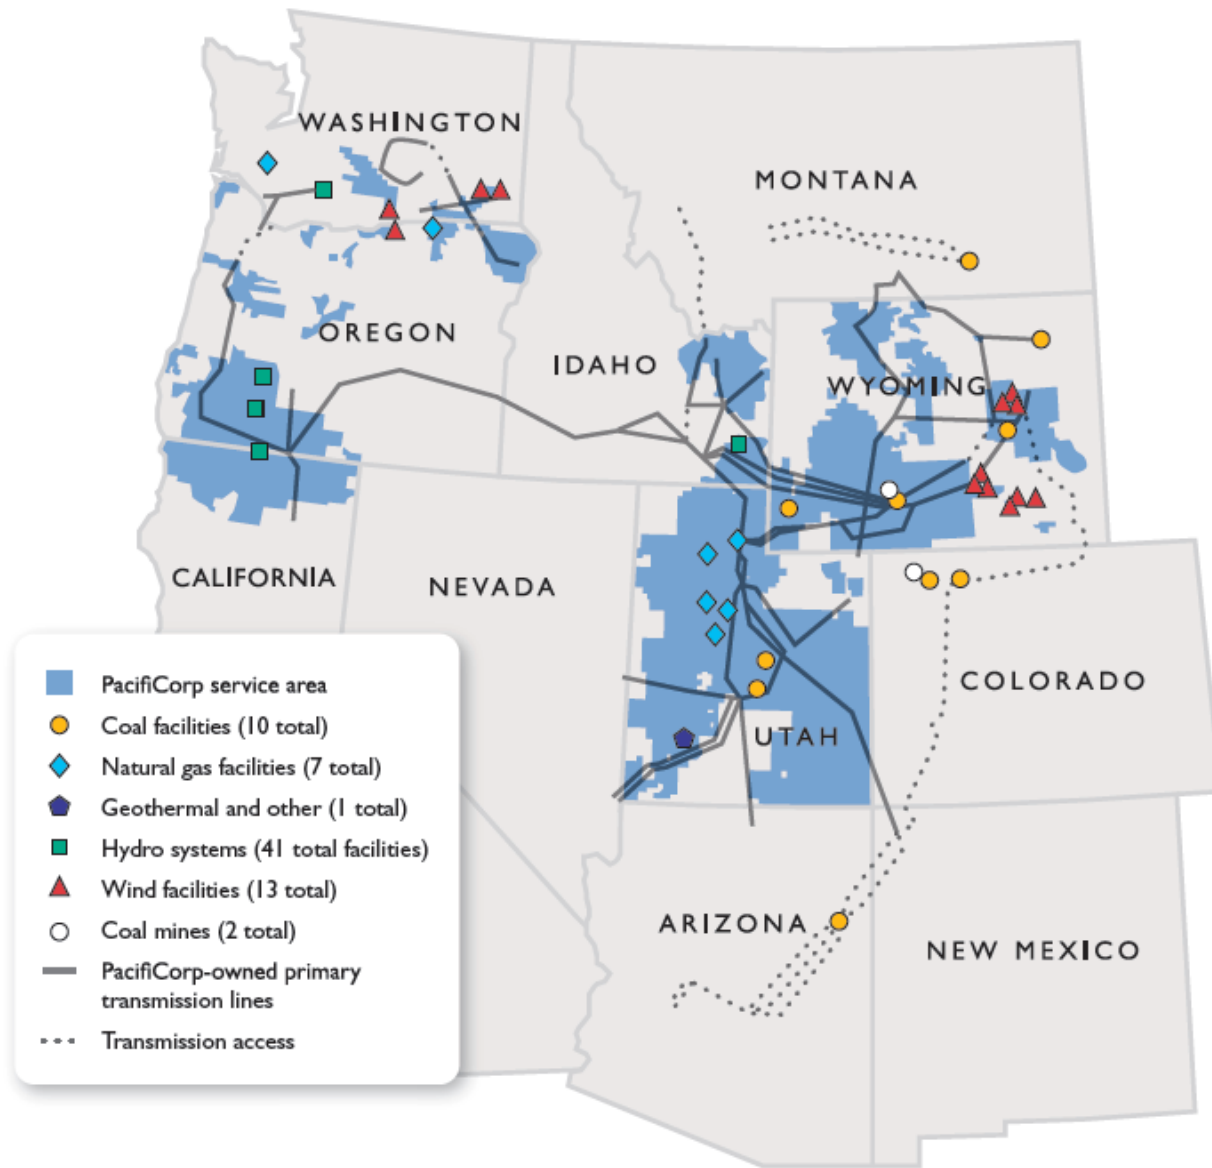 WASHINGTON
MONTANA
OREGON
IDAHO
WYOMING
CALIFORNIA
NEVADA
UTAH
COLORADO
ARIZONA
NEW MEXICO
PacifiCorp service area
Coal facilities (10 total)
Natural gas facilities (7 total)
Geothermal and other (1 total)
Hydro systems (41 total facilities)
Wind facilities (13 total)
Coal mines (2 total)
PacifiCorp-owned primary
transmission lines
Transmission access